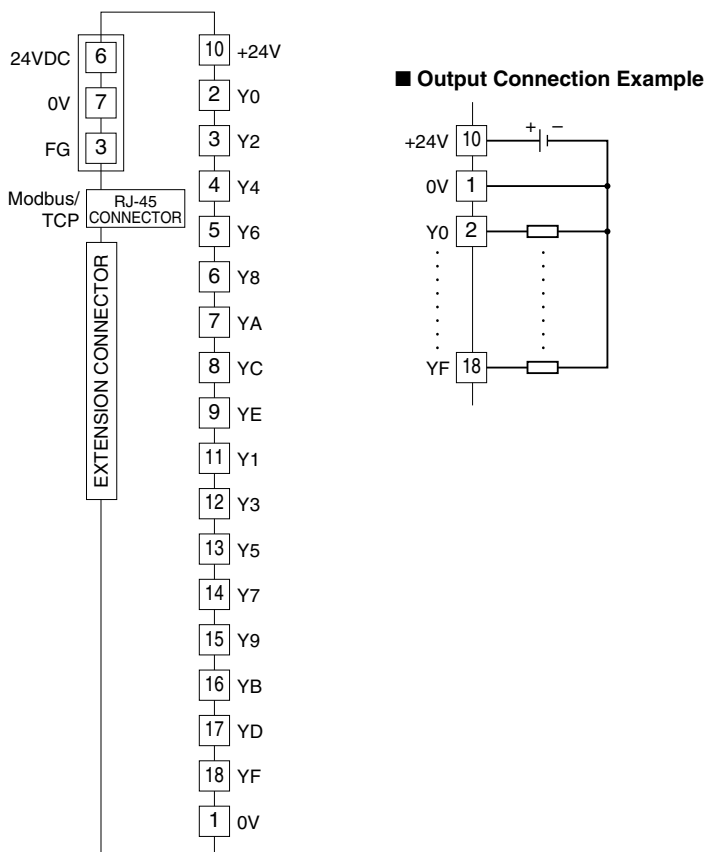 24VDC 6
0V 7
FG 3
Modbus/
TCP
RJ-45
CONNECTOR
EXTENSION CONNECTOR
10 +24V
2 Y0
3 Y2
4 Y4
5 Y6
6 Y8
7 YA
8 YC
9 YE
11 Y1
12 Y3
13 Y5
14 Y7
15 Y9
16 YB
17 YD
18 YF
1 0V
■ Output Connection Example
+24V 10 + –
0V 1
Y0 2
YF 18